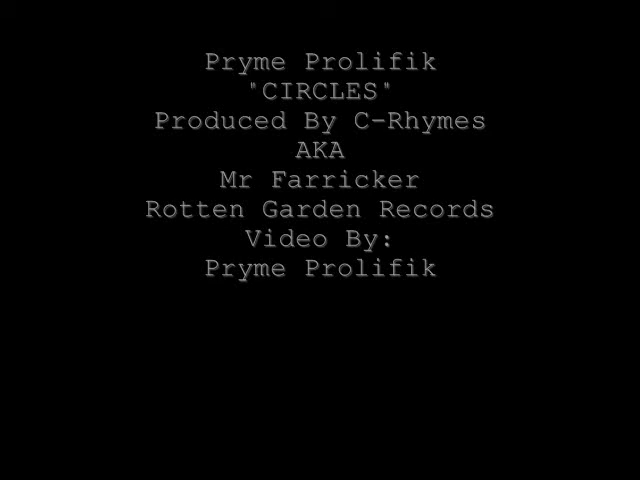 Pryme Prolifik
"CIRCLES"
Produced By C-Rhymes
AKA
Mr Farricker
Rotten Garden Records
Video By:
Pryme Prolifik